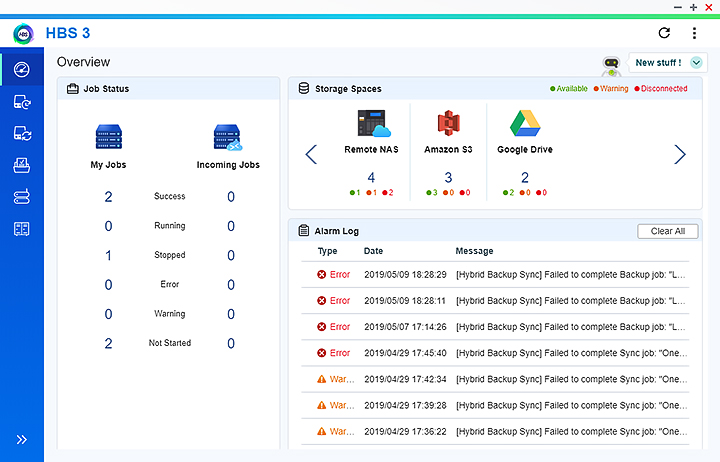 HBS
HBS 3
Overview
New stuff !
Job Status
My Jobs Incoming Jobs
2 Success 0
0 Running 0
1 Stopped 0
0 Error 0
0 Warning 0
2 Not Started 0
Storage Spaces
Available Warning Disconnected
Remote NAS Amazon S3 Google Drive
4 3 2
1 1 2 3 0 0 2 0 0
Alarm Log
Clear All
Type Date Message
Error 2019/05/09 18:28:29 [Hybrid Backup Sync] Failed to complete Backup job: "L...
Error 2019/05/09 18:28:11 [Hybrid Backup Sync] Failed to complete Backup job: "L...
Error 2019/05/07 17:14:26 [Hybrid Backup Sync] Failed to complete Backup job: "L...
Error 2019/04/29 17:45:40 [Hybrid Backup Sync] Failed to complete Sync job: "One...
War... 2019/04/29 17:42:34 [Hybrid Backup Sync] Failed to complete Sync job: "One...
War... 2019/04/29 17:39:28 [Hybrid Backup Sync] Failed to complete Sync job: "One...
War... 2019/04/29 17:36:22 [Hybrid Backup Sync] Failed to complete Sync job: "One...